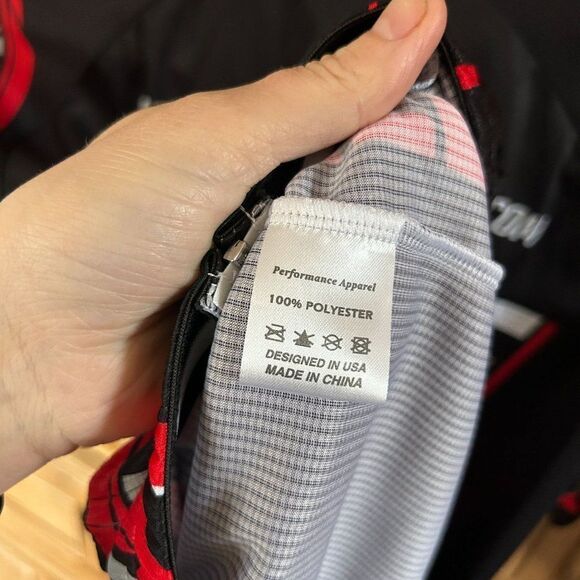 Performance Apparel
100% POLYESTER
DESIGNED IN USA
MADE IN CHINA